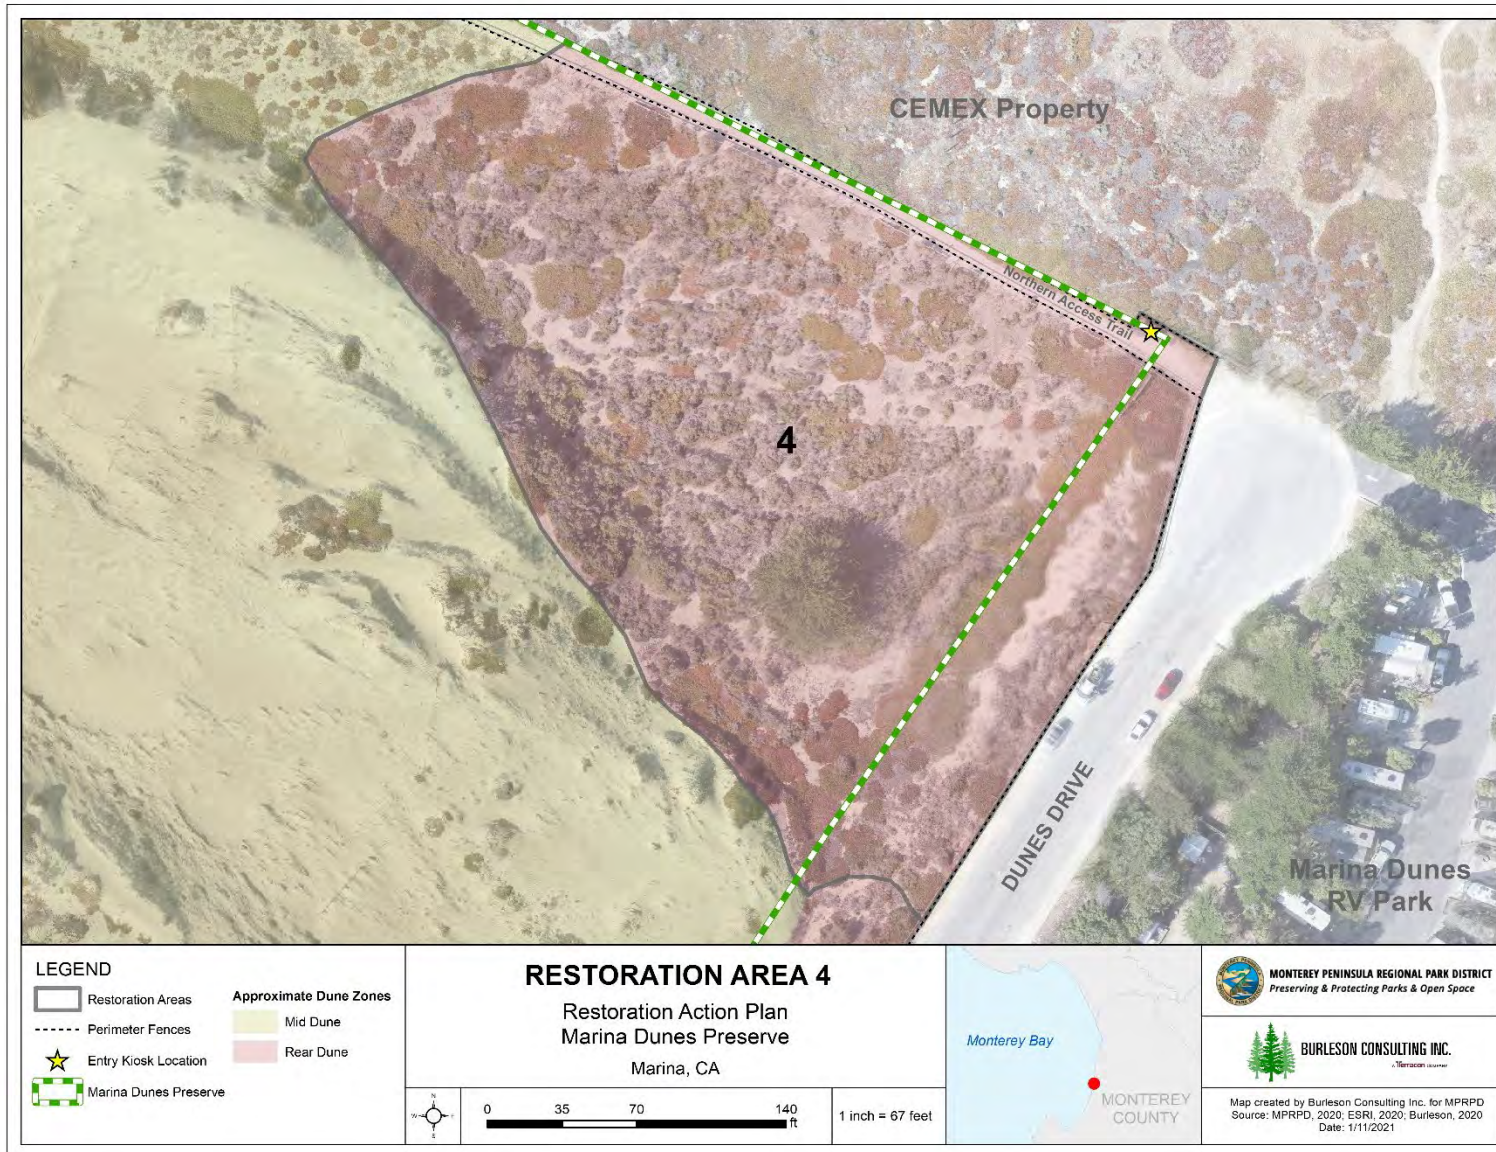 CEMEX Property
Northern Access Trail
4
DUNES DRIVE
Marina Dunes
RV Park
LEGEND
Restoration Areas
Perimeter Fences
Entry Kiosk Location
Marina Dunes Preserve
Approximate Dune Zones
Mid Dune
Rear Dune
RESTORATION AREA 4
Restoration Action Plan
Marina Dunes Preserve
Marina, CA
N
W
E
S
0 35 70 140
ft
1 inch = 67 feet
Monterey Bay
MONTEREY
COUNTY
MONTEREY PENINSULA REGIONAL PARK DISTRICT
Preserving & Protecting Parks & Open Space
BURLESON CONSULTING INC.
A Terracon COMPANY
Map created by Burleson Consulting Inc. for MPRPD
Source: MPRPD, 2020; ESRI, 2020; Burleson, 2020
Date: 1/11/2021